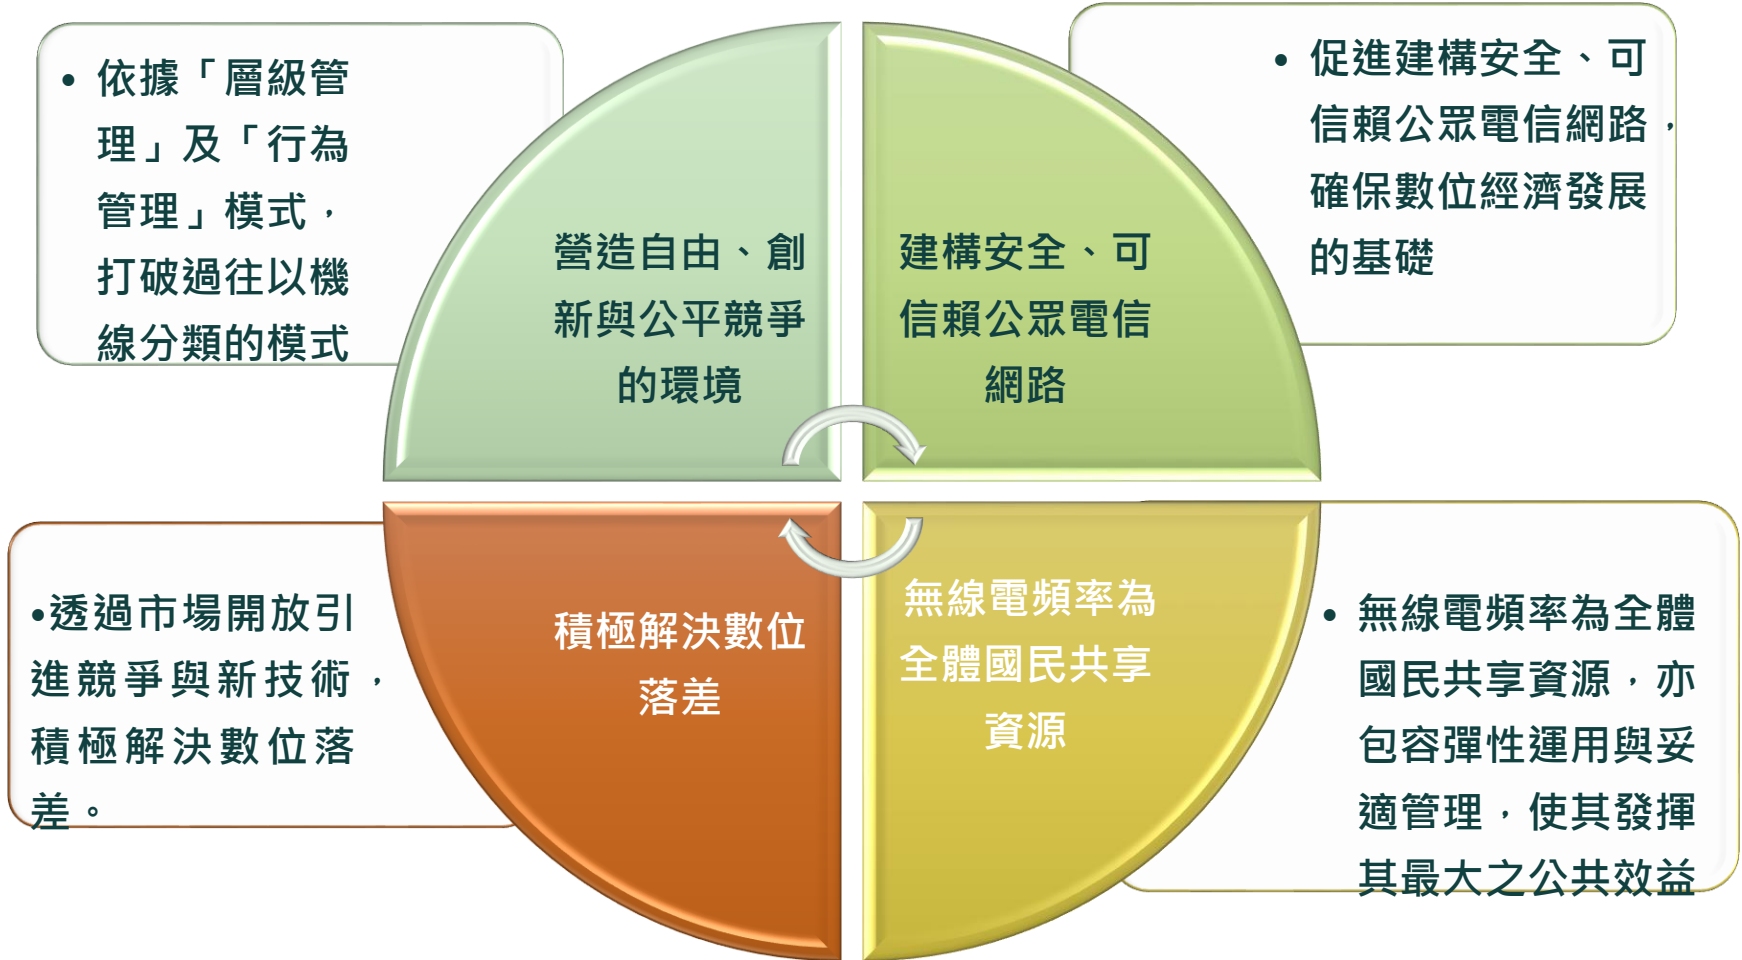 • 依據「層級管
理」及「行為
管理」模式，
打破過往以機
線分類的模式
營造自由、創
新與公平競爭
的環境
建構安全、可
信賴公眾電信
網路
• 促進建構安全、可
信賴公眾電信網路，
確保數位經濟發展
的基礎
•透過市場開放引
進競爭與新技術，
積極解決數位落
差。
積極解決數位
落差
無線電頻率為
全體國民共享
資源
• 無線電頻率為全體
國民共享資源，亦
包容彈性運用與妥
適管理，使其發揮
其最大之公共效益